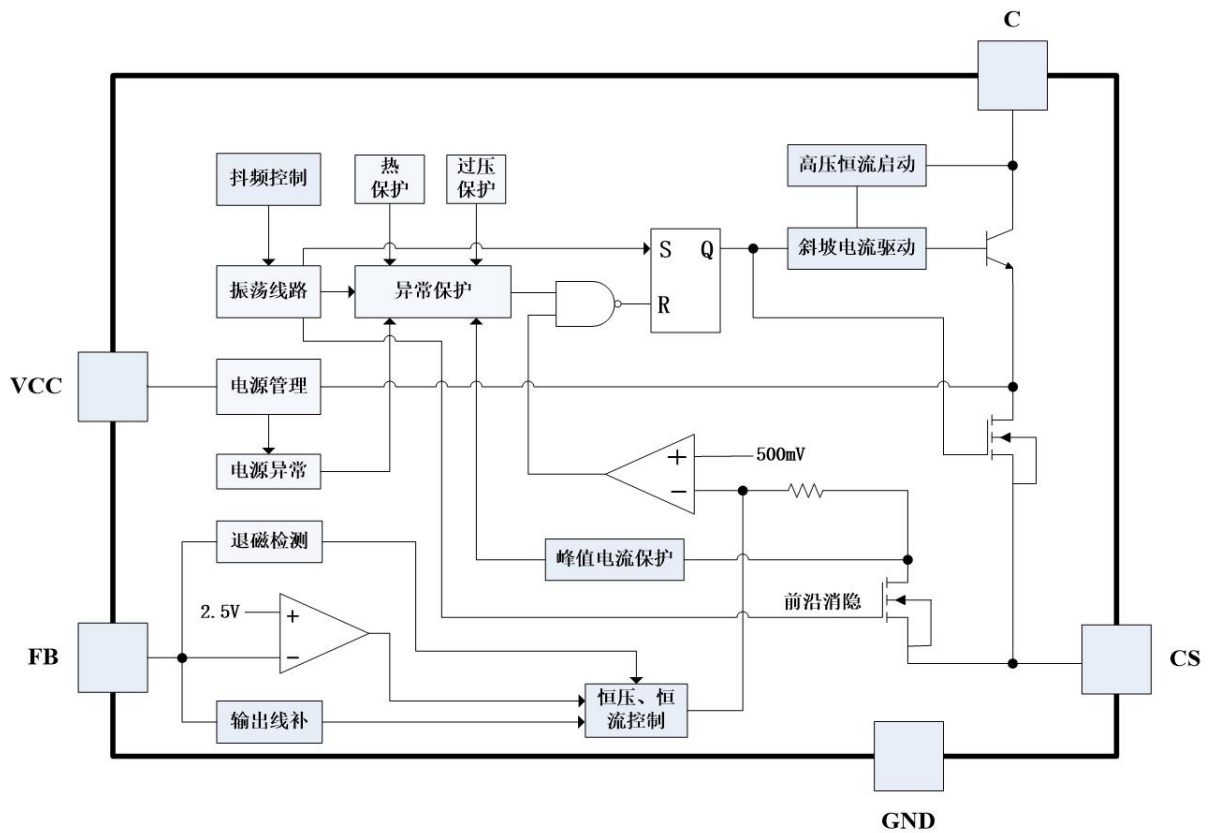 C
抖频控制
热
保护
过压
保护
高压恒流启动
S Q
斜坡电流驱动
振荡线路
异常保护
R
VCC
电源管理
+
500mV
电源异常
−
退磁检测
峰值电流保护
前沿消隐
2.5V
+
FB
−
CS
恒压、恒
流控制
输出线补
GND